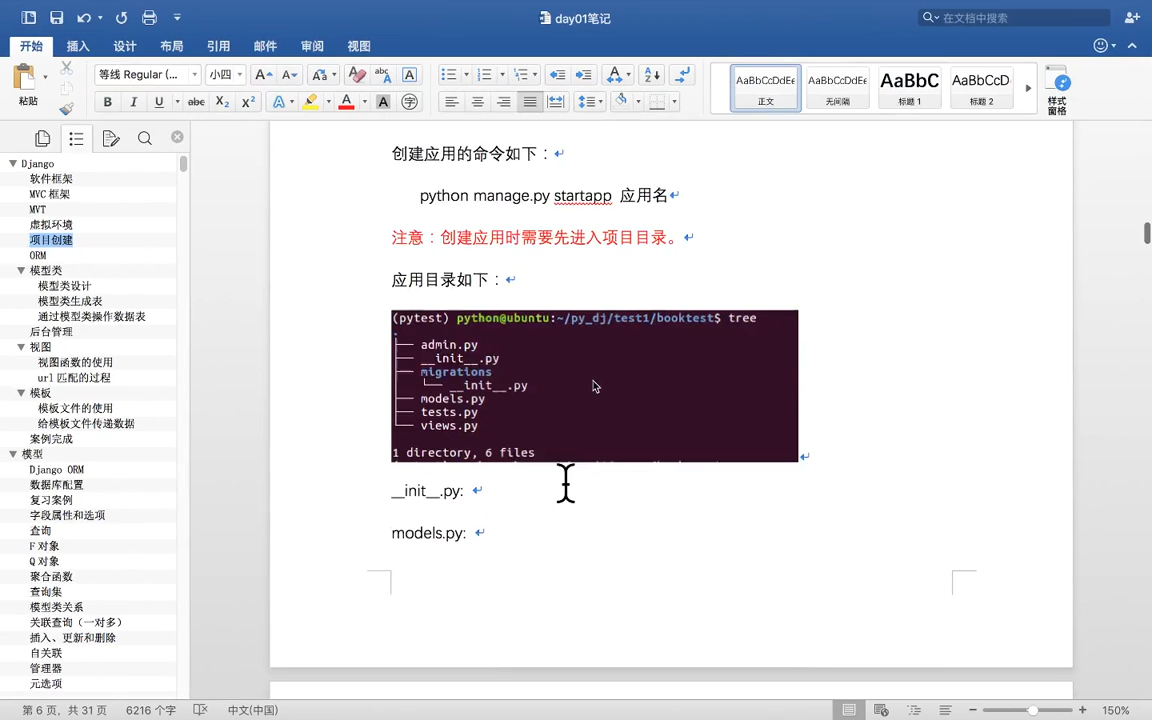 day01笔记
在文中搜索
开始 插入 设计 布局 引用 邮件 审阅 视图
粘贴
等线 Regular (... 小四
AaBbCcDdEe AaBbCcDdEe AaBbC AaBbCcD
正文 无间隔 标题 1 标题 2
样式
窗格
Django
软件框架
MVC 框架
MVT
虚拟环境
项目创建
ORM
模型类
模型类设计
模型类生成表
通过模型类操作数据表
后台管理
视图
视图函数的使用
url 匹配的过程
模板
模板文件的使用
给模板文件传递数据
案例完成
模型
Django ORM
数据库配置
复习案例
字段属性和选项
查询
F 对象
Q 对象
聚合函数
查询集
模型类关系
关联查询（一对多）
插入、更新和删除
自关联
管理器
元选项
创建应用的命令如下：
python manage.py startapp 应用名
注意：创建应用时需要先进入项目目录。
应用目录如下：
(pytest) python@ubuntu:~/py_dj/test1/booktest$ tree
.
├── admin.py
├── __init__.py
├── migrations
│   └── __init__.py
├── models.py
├── tests.py
└── views.py
1 directory, 6 files
__init__.py:
models.py:
第 6 页，共 31 页 6216 个字 中文(中国) 150%